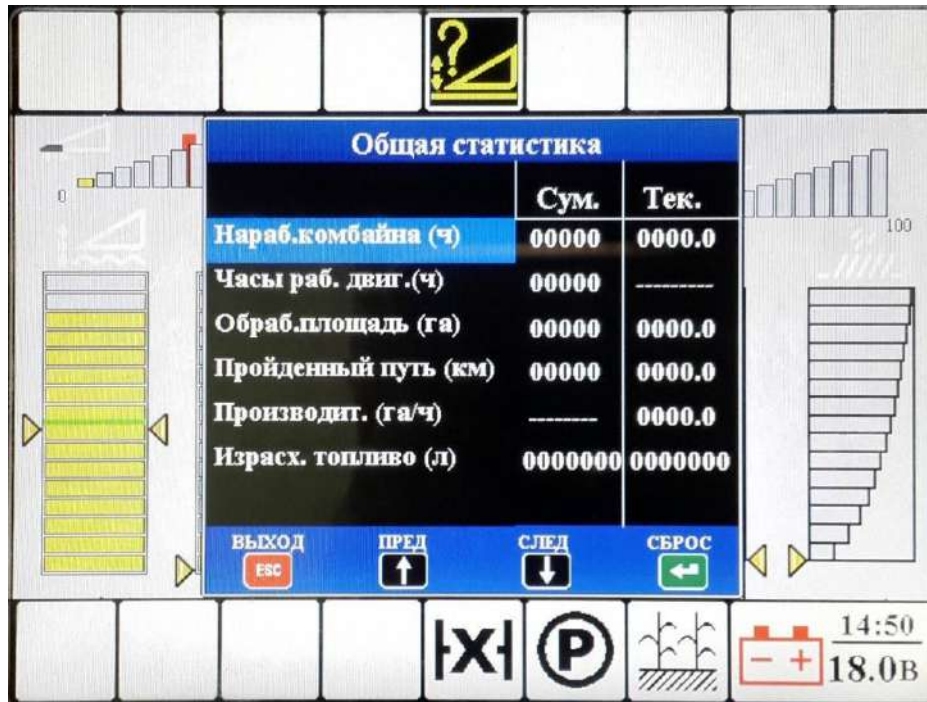 Общая статистика
Сум. Тек.
Нараб.комбайна (ч) 00000 0000.0
Часы раб. двиг.(ч) 00000 ---------
Обраб.площадь (га) 00000 0000.0
Пройденный путь (км) 00000 0000.0
Производит. (га/ч) -------- 0000.0
Израсх. топливо (л) 0000000 0000000
0
100
ВЫХОД ПРЕД СЛЕД СБРОС
ESC
P
14:50
18.0В